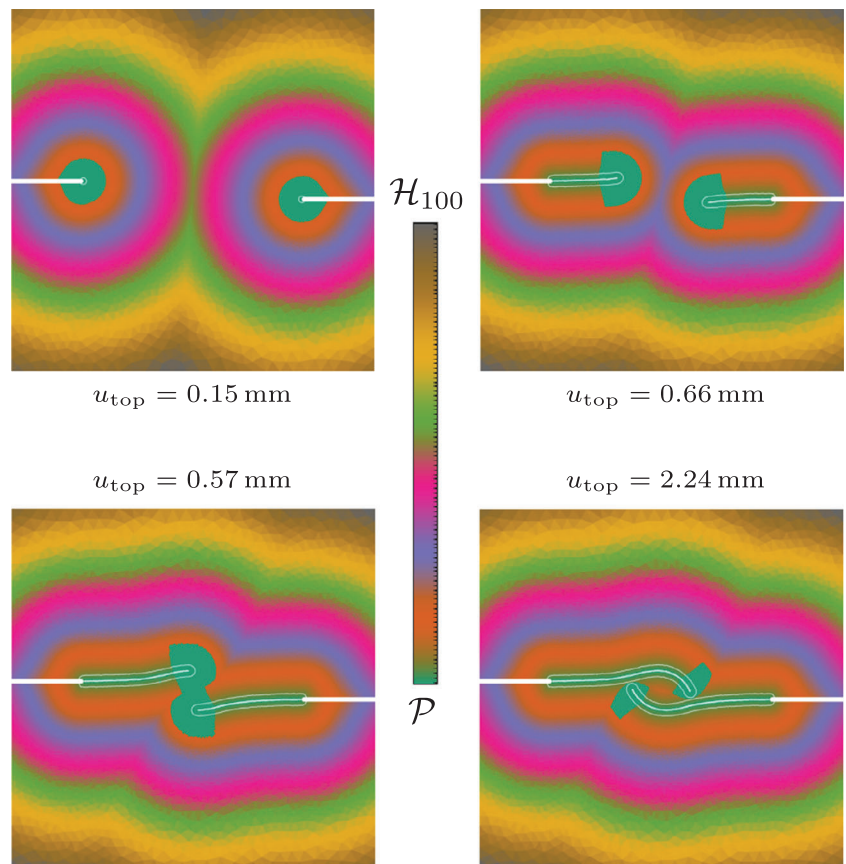 ℋ₁₀₀
u_top = 0.15 mm
u_top = 0.66 mm
u_top = 0.57 mm
u_top = 2.24 mm
𝒫